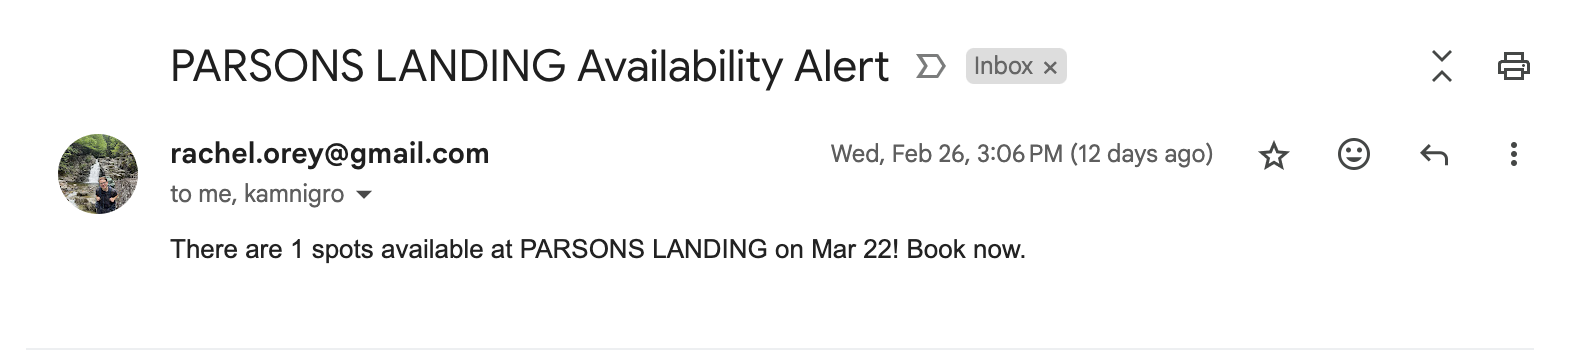 PARSONS LANDING Availability Alert Inbox ×
rachel.orey@gmail.com Wed, Feb 26, 3:06 PM (12 days ago)
to me, kamnigro
There are 1 spots available at PARSONS LANDING on Mar 22! Book now.